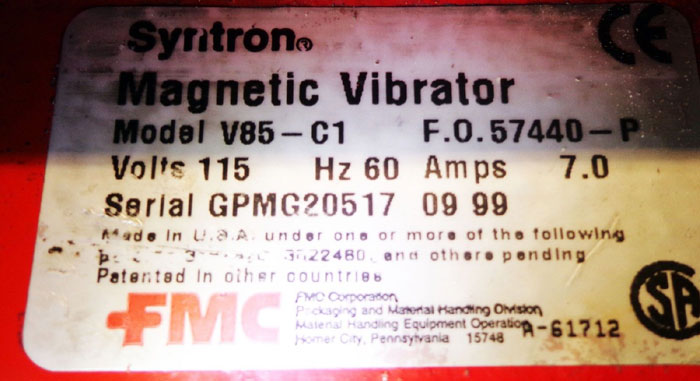 Syntron®
CE
Magnetic Vibrator
Model V85-C1 F.O.57440-P
Volts 115 Hz 60 Amps 7.0
Serial GPMG20517 09 99
Made in U.S.A. under one or more of the following
and others pending
Patented in other countries
FMC
FMC Corporation,
Packaging and Material Handling Division,
Material Handling Equipment Operation
Homer City, Pennsylvania 15748
A-61712
SA